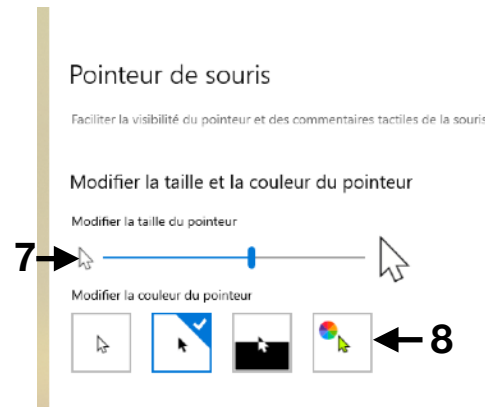 Pointeur de souris
Faciliter la visibilité du pointeur et des commentaires tactiles de la souris
Modifier la taille et la couleur du pointeur
Modifier la taille du pointeur
7
Modifier la couleur du pointeur
8